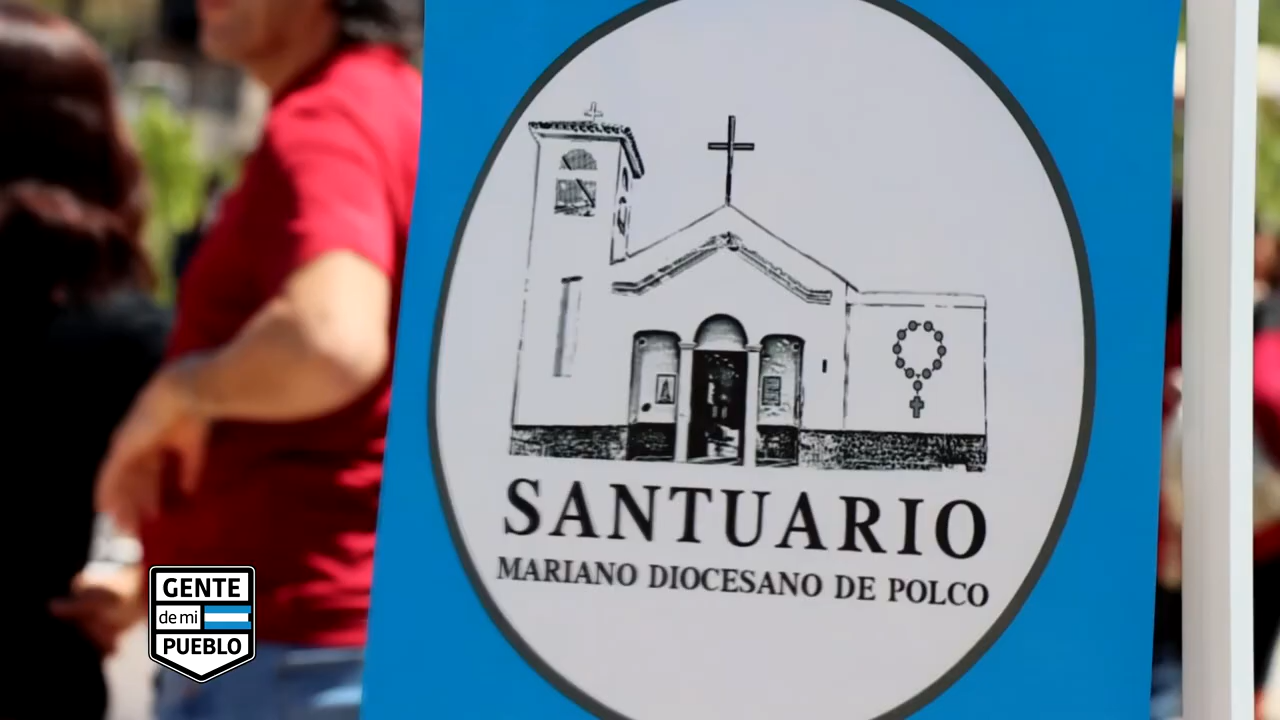 SANTUARIO
MARIANO DIOCESANO DE POLCO
GENTE
de mi
PUEBLO